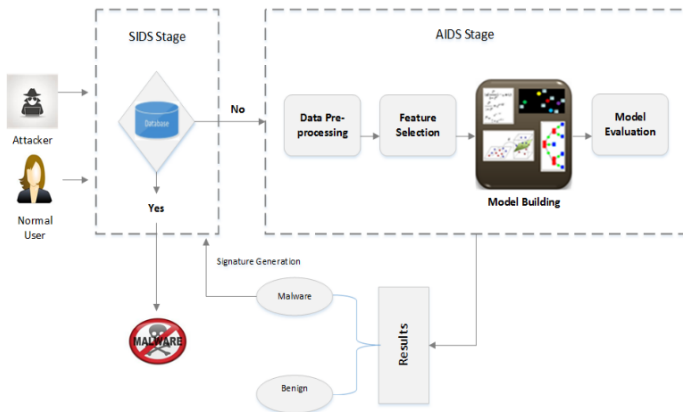 SIDS Stage
AIDS Stage
Attacker
Normal
User
Database
No
Yes
Data Pre-
processing
Feature
Selection
Model Building
Model
Evaluation
Signature Generation
Malware
Benign
Results
MALWARE